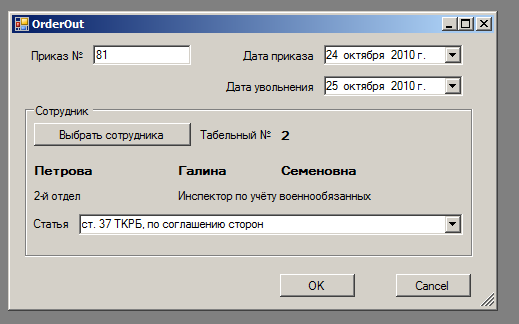 OrderOut
Приказ № 81 Дата приказа 24 октября 2010 г.
Дата увольнения 25 октября 2010 г.
Сотрудник
Выбрать сотрудника Табельный № 2
Петрова Галина Семеновна
2-й отдел Инспектор по учёту военнообязанных
Статья ст. 37 ТКРБ, по соглашению сторон
OK Cancel